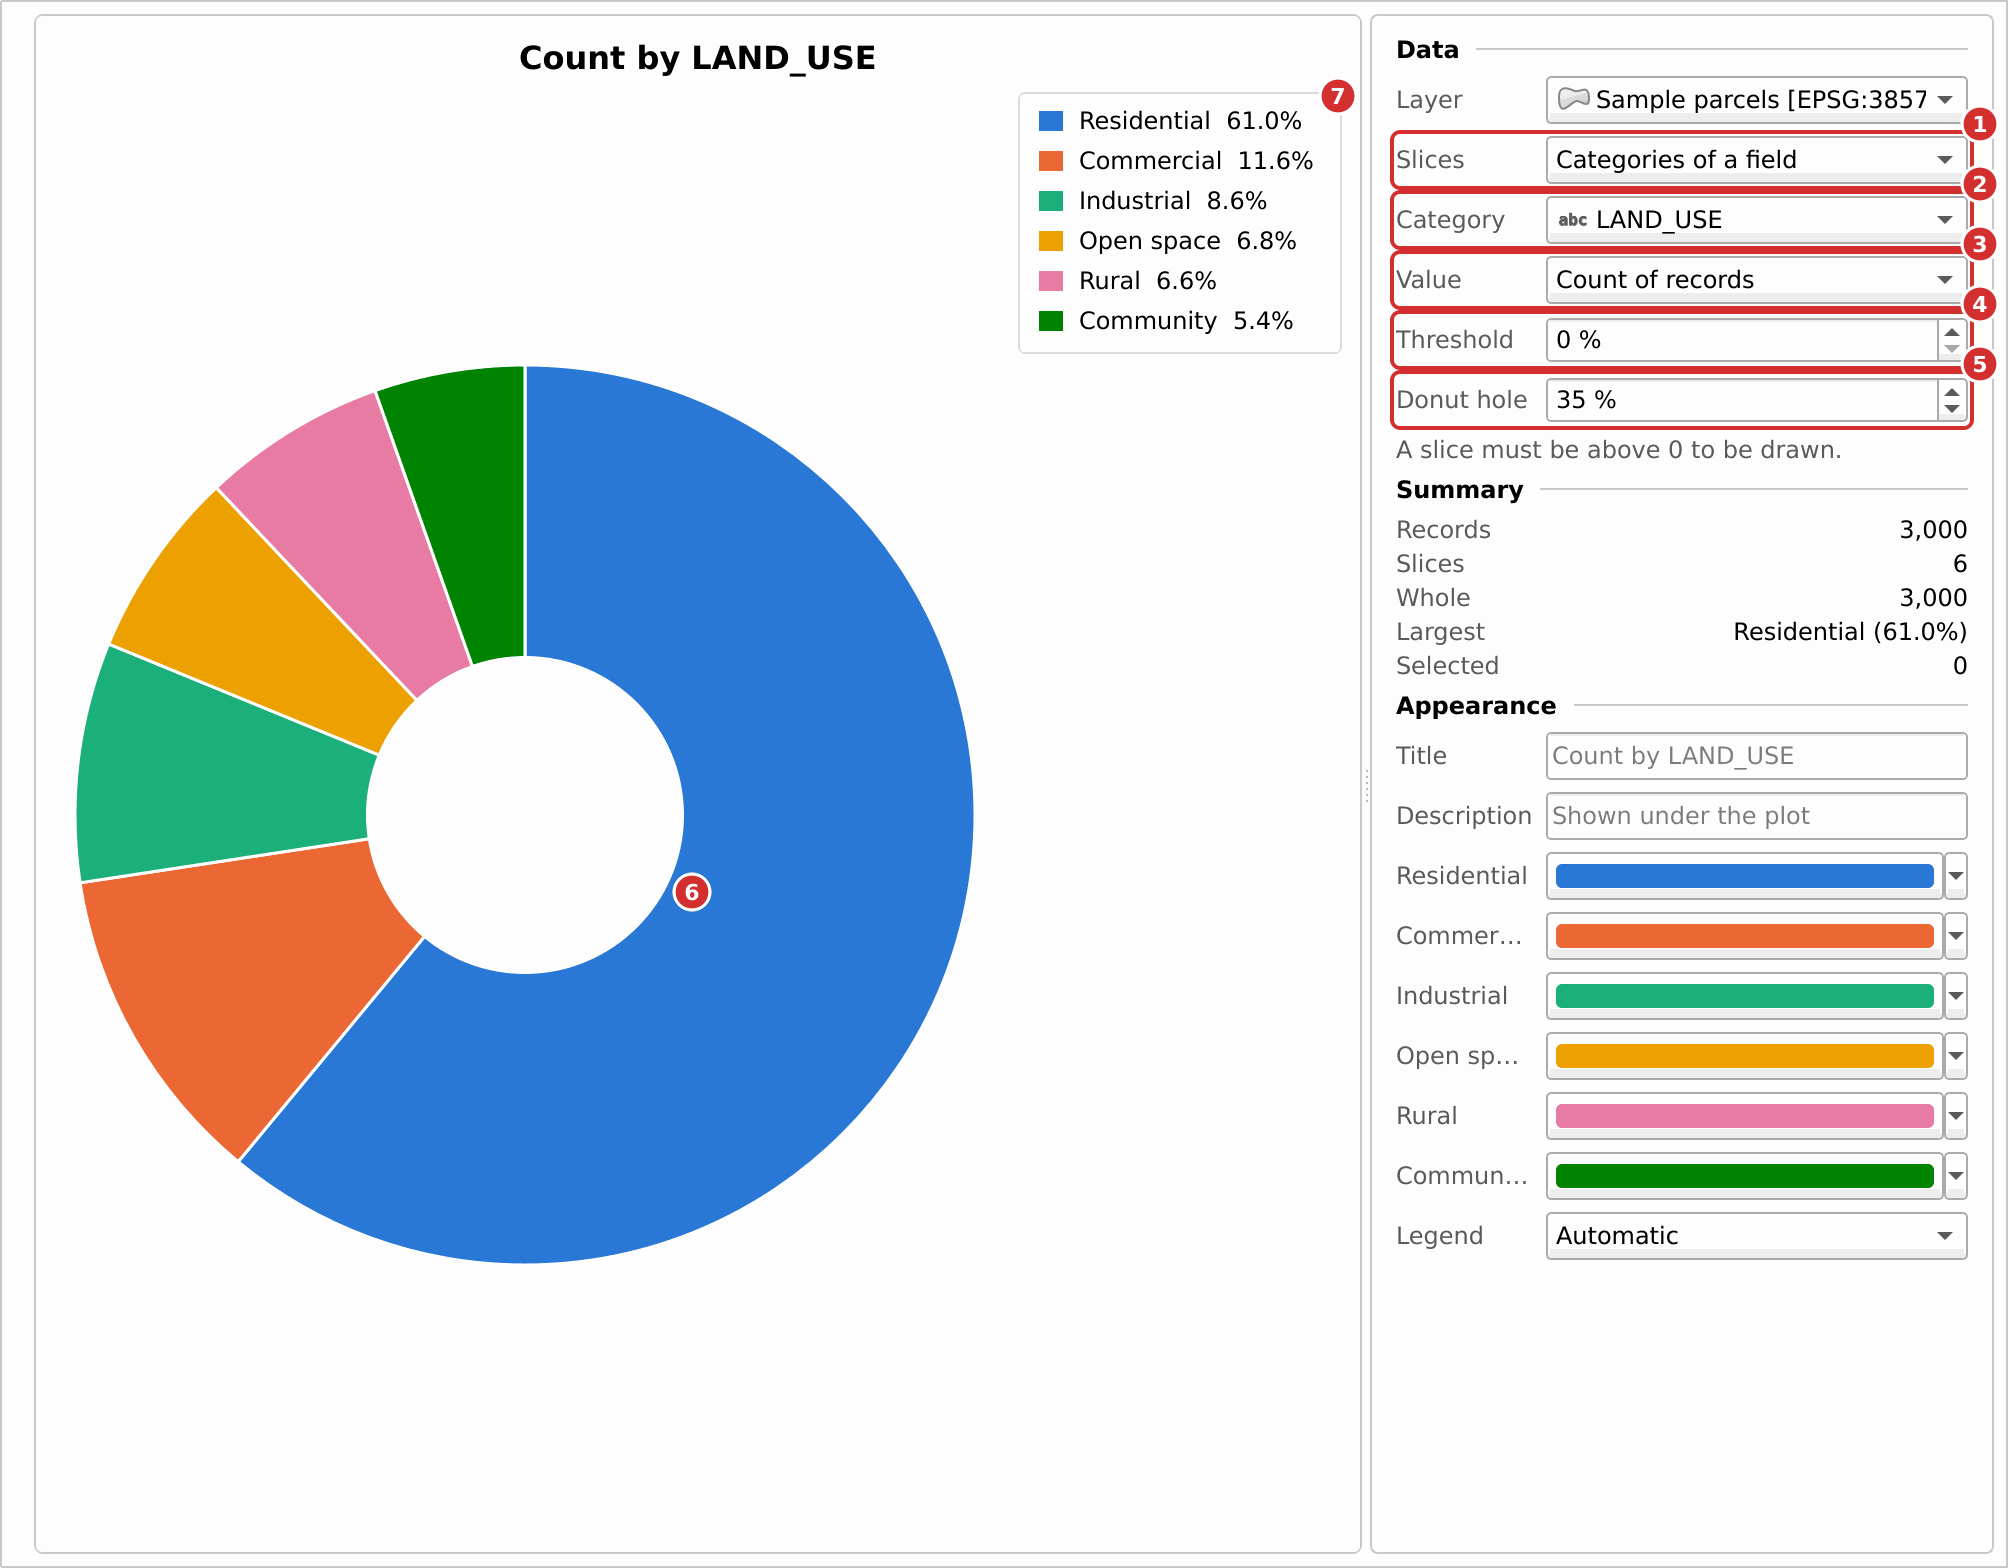 Count by LAND_USE
7
Residential 61.0%
Commercial 11.6%
Industrial 8.6%
Open space 6.8%
Rural 6.6%
Community 5.4%
6
Data
Layer Sample parcels [EPSG:3857
1
Slices Categories of a field
2
Category abc LAND_USE
3
Value Count of records
4
Threshold 0 %
5
Donut hole 35 %
A slice must be above 0 to be drawn.
Summary
Records 3,000
Slices 6
Whole 3,000
Largest Residential (61.0%)
Selected 0
Appearance
Title Count by LAND_USE
Description Shown under the plot
Residential
Commer...
Industrial
Open sp...
Rural
Commun...
Legend Automatic